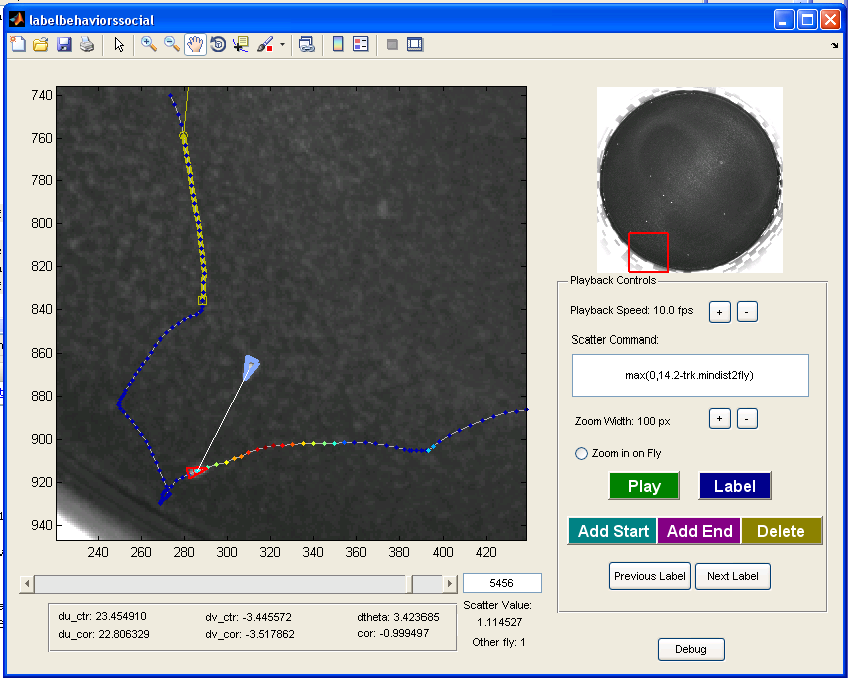 labelbehaviorssocial
740
760
780
800
820
840
860
880
900
920
940
240 260 280 300 320 340 360 380 400 420
Playback Controls
Playback Speed: 10.0 fps + -
Scatter Command:
max(0,14.2-trk.mindist2fly)
Zoom Width: 100 px + -
Zoom in on Fly
Play Label
Add Start Add End Delete
Previous Label Next Label
5456
Scatter Value:
1.114527
Other fly: 1
du_ctr: 23.454910 dv_ctr: -3.445572 dtheta: 3.423685
du_cor: 22.806329 dv_cor: -3.517862 cor: -0.999497
Debug